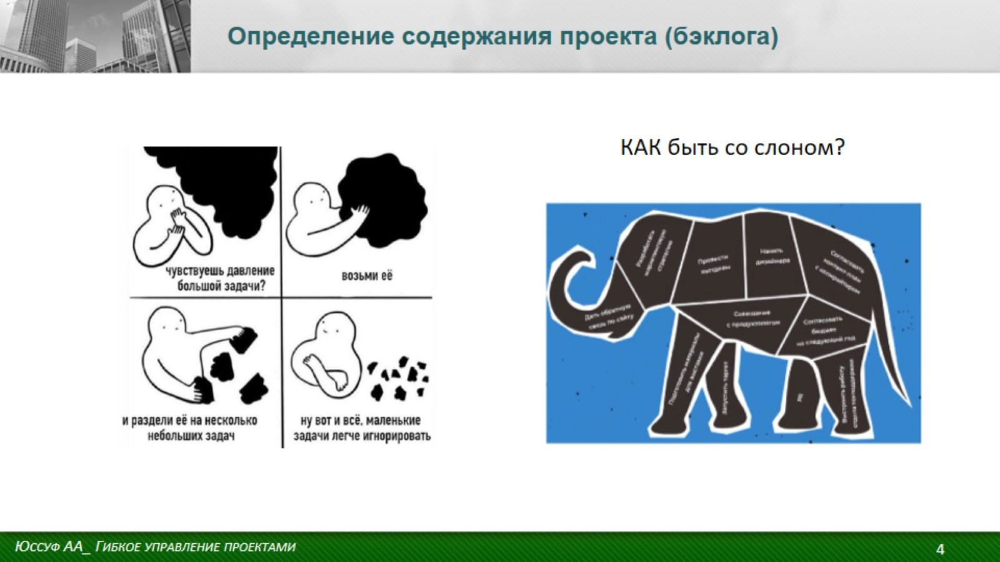 Определение содержания проекта (бэклога)
КАК быть со слоном?
чувствуешь давление
большой задачи?
возьми её
и раздели её на несколько
небольших задач
ну вот и всё, маленькие
задачи легче игнорировать
Разработать
маркетинговую
стратегию
Провести
кастдевы
Нанять
дизайнера
Согласовать
контент-план
с копирайтером
Дать обратную
связь по сайту
Совещание
с продуктологом
Согласовать
бюджет
на следующий год
Подготовить материалы
для выставки
Запустить таргет
Выстроить работу
отдела техподдержки
Юссуф АА_ Гибкое управление проектами
4